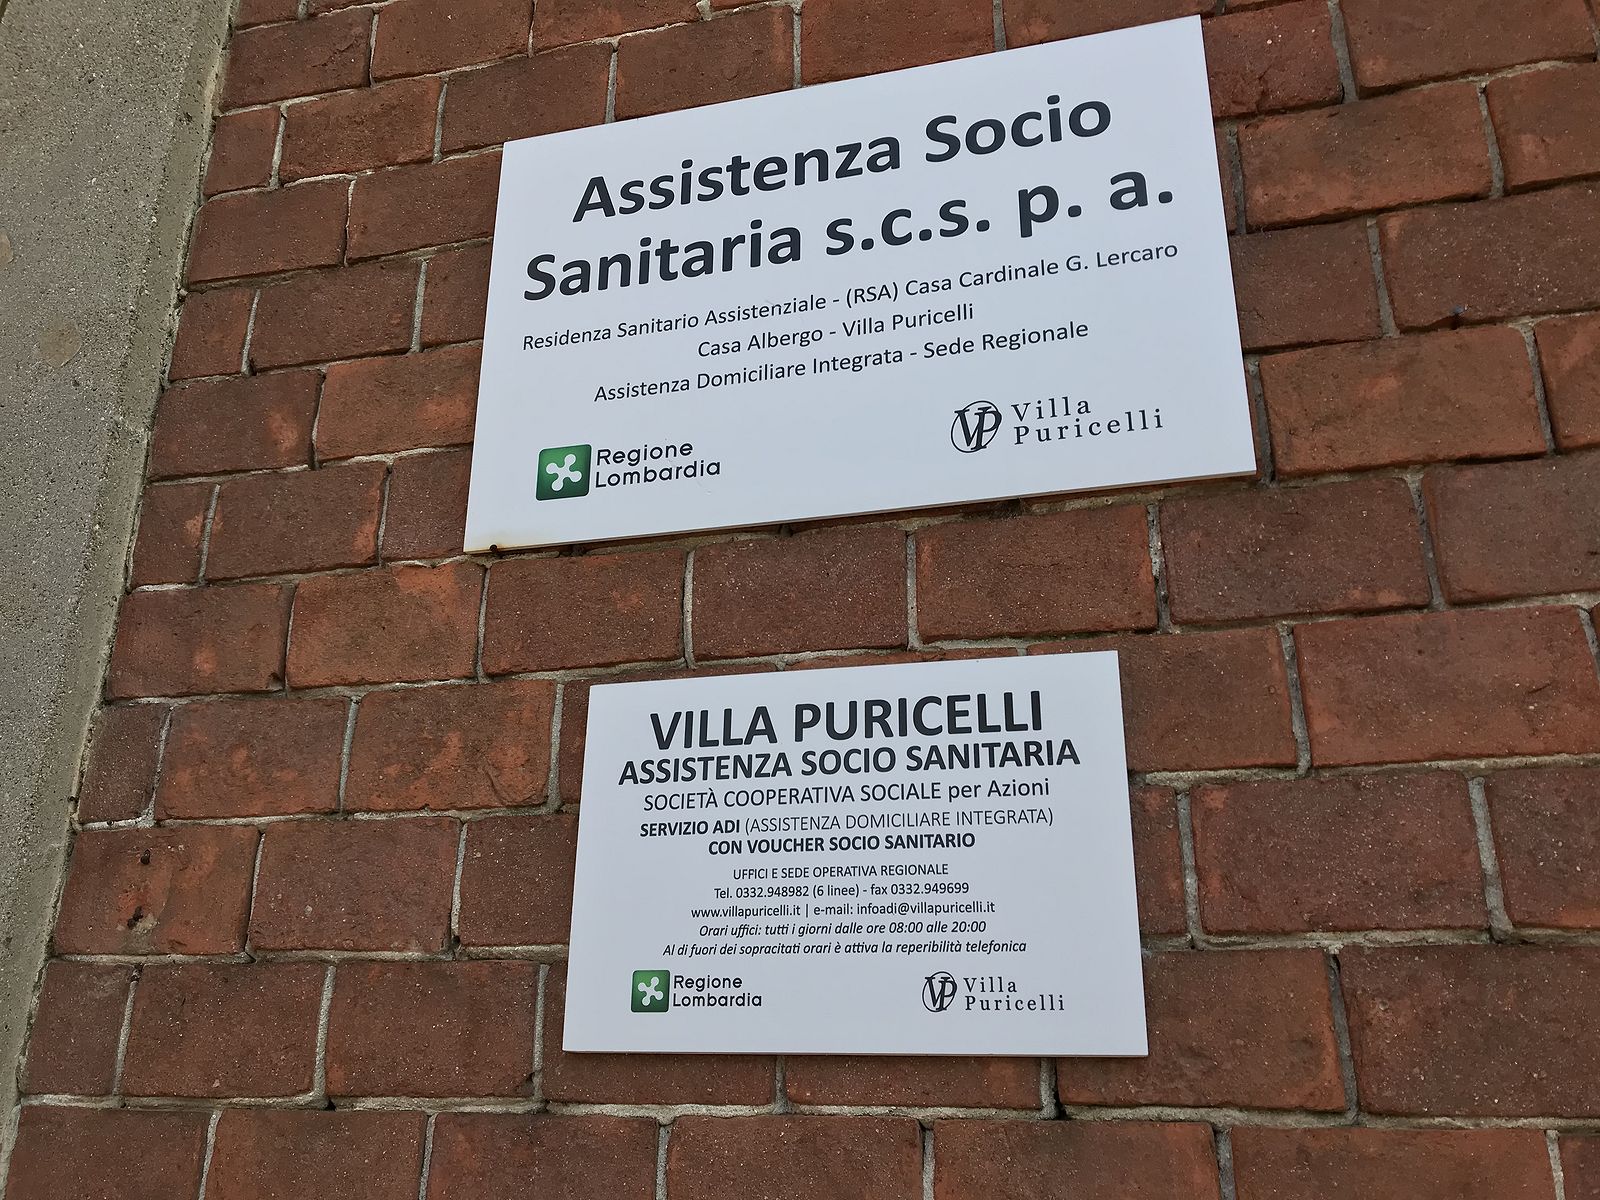 Assistenza Socio
Sanitaria s.c.s. p. a.
Residenza Sanitario Assistenziale - (RSA) Casa Cardinale G. Lercaro
Casa Albergo - Villa Puricelli
Assistenza Domiciliare Integrata - Sede Regionale
Regione
Lombardia
VP Villa
Puricelli
VILLA PURICELLI
ASSISTENZA SOCIO SANITARIA
SOCIETÀ COOPERATIVA SOCIALE per Azioni
SERVIZIO ADI (ASSISTENZA DOMICILIARE INTEGRATA)
CON VOUCHER SOCIO SANITARIO
UFFICI E SEDE OPERATIVA REGIONALE
Tel. 0332.948982 (6 linee) - fax 0332.949699
www.villapuricelli.it | e-mail: infoadi@villapuricelli.it
Orari uffici: tutti i giorni dalle ore 08:00 alle 20:00
Al di fuori dei sopracitati orari è attiva la reperibilità telefonica
Regione
Lombardia
VP Villa
Puricelli